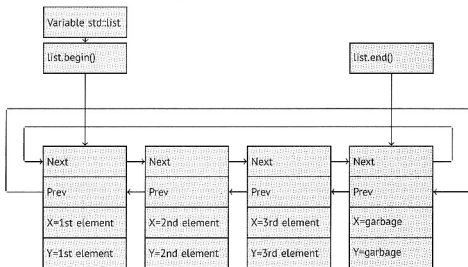 Variable std::list
list.begin()
list.end()
Next
Next
Next
Next
Prev
Prev
Prev
Prev
X=1st element
X=2nd element
X=3rd element
X=garbage
Y=1st element
Y=2nd element
Y=3rd element
Y=garbage